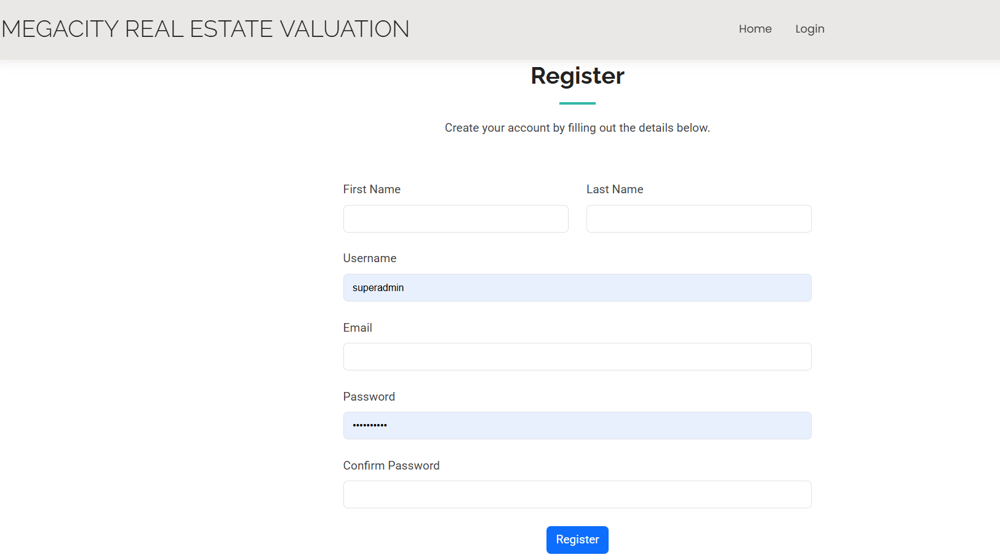 MEGACITY REAL ESTATE VALUATION
Home Login
Register
Create your account by filling out the details below.
First Name Last Name
Username
superadmin
Email
Password
••••••••••
Confirm Password
Register